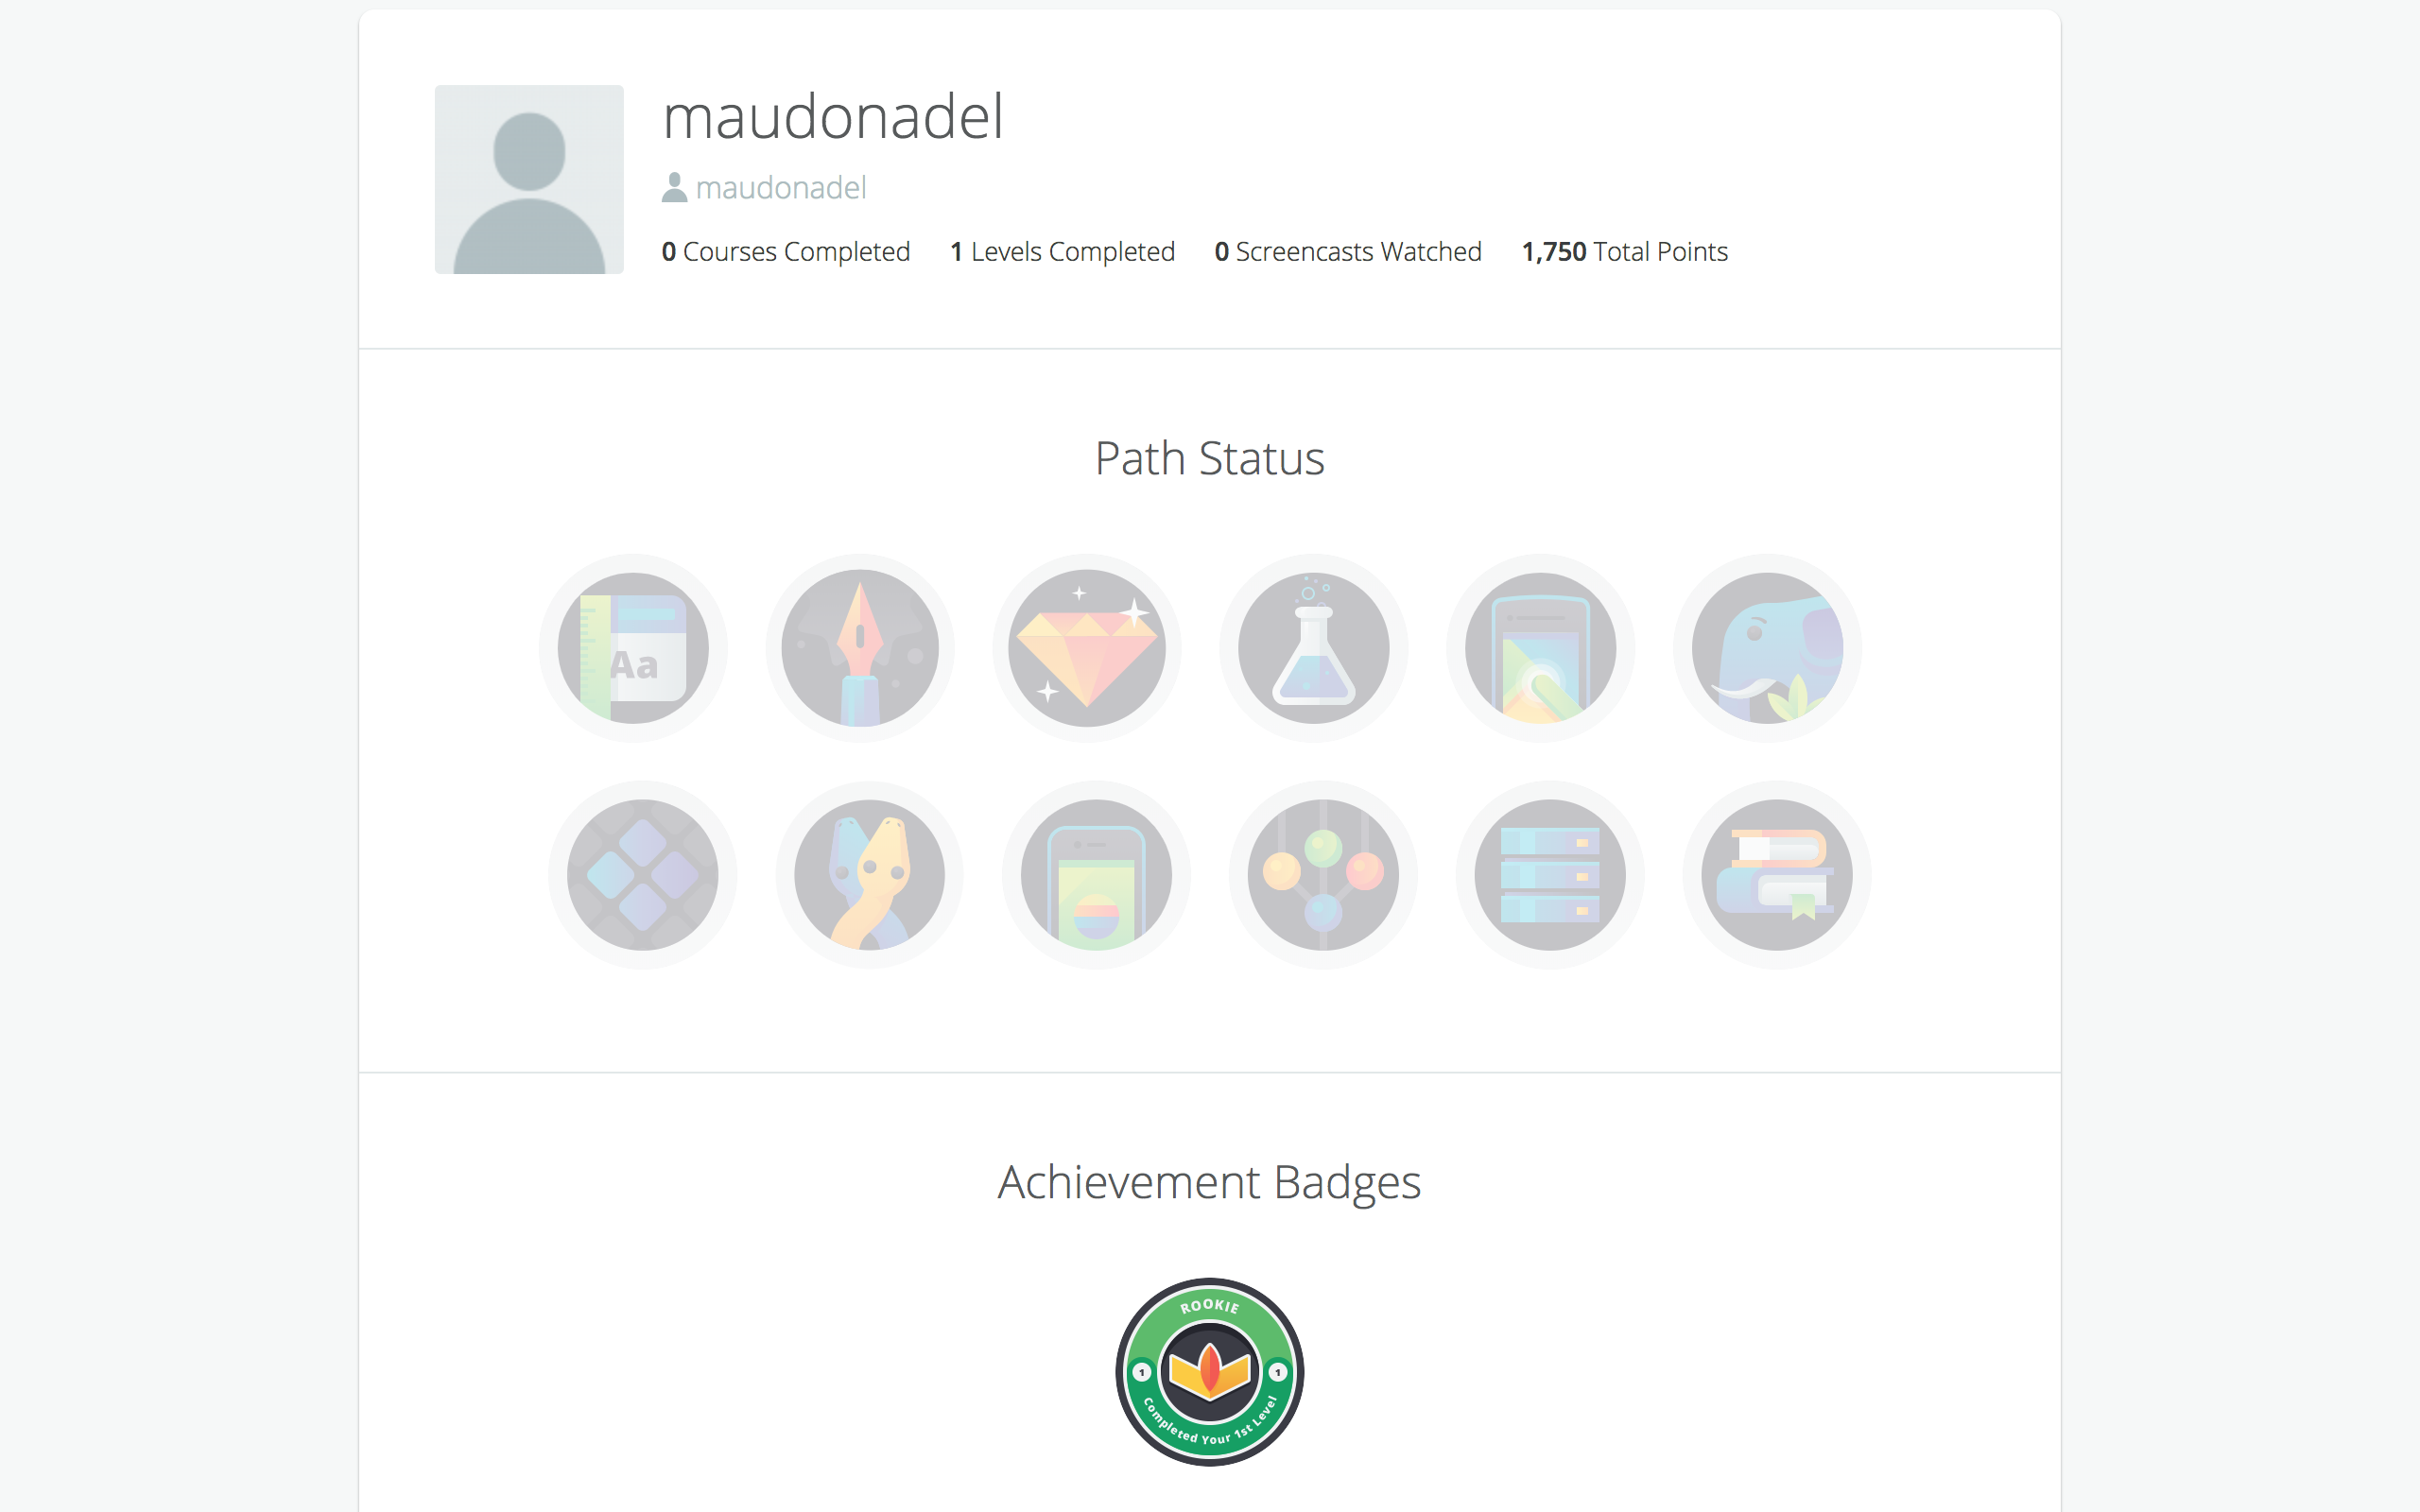 maudonadel
maudonadel
0 Courses Completed 1 Levels Completed 0 Screencasts Watched 1,750 Total Points
Path Status
Aa
Achievement Badges
ROOKIE
1 1
Completed Your 1st Level